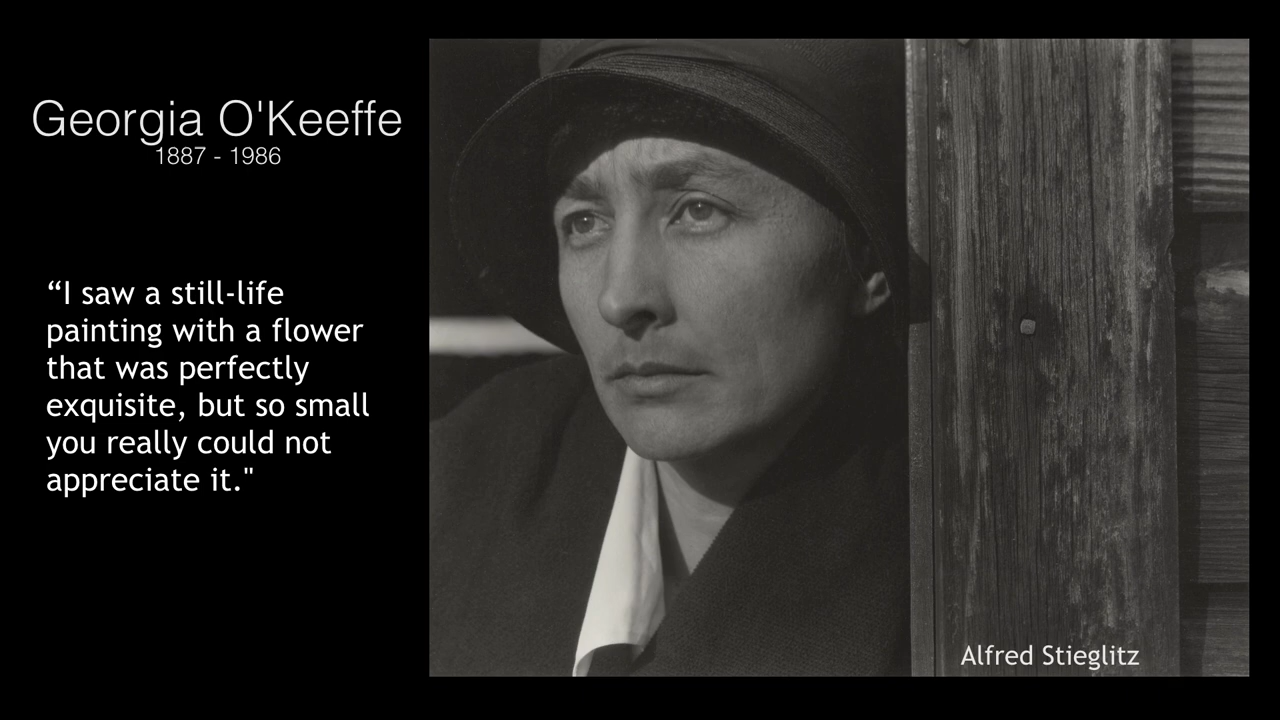 Georgia O'Keeffe
1887 - 1986
“I saw a still-life
painting with a flower
that was perfectly
exquisite, but so small
you really could not
appreciate it."
Alfred Stieglitz